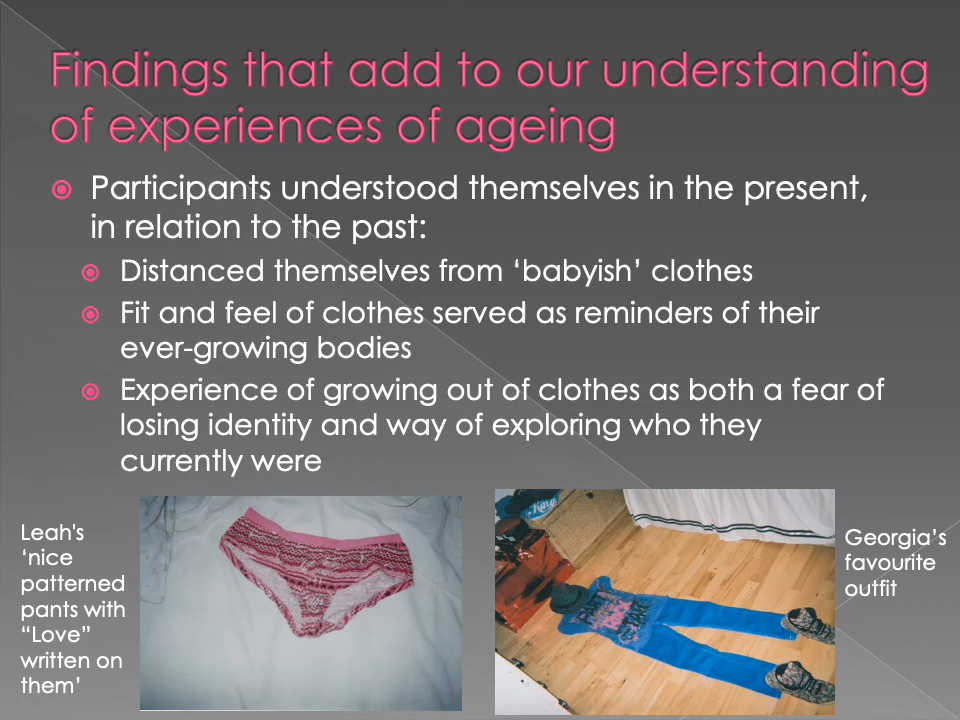 Findings that add to our understanding
of experiences of ageing
Participants understood themselves in the present,
in relation to the past:
Distanced themselves from ‘babyish’ clothes
Fit and feel of clothes served as reminders of their
ever-growing bodies
Experience of growing out of clothes as both a fear of
losing identity and way of exploring who they
currently were
Leah's
‘nice
patterned
pants with
“Love”
written on
them’
Georgia’s
favourite
outfit